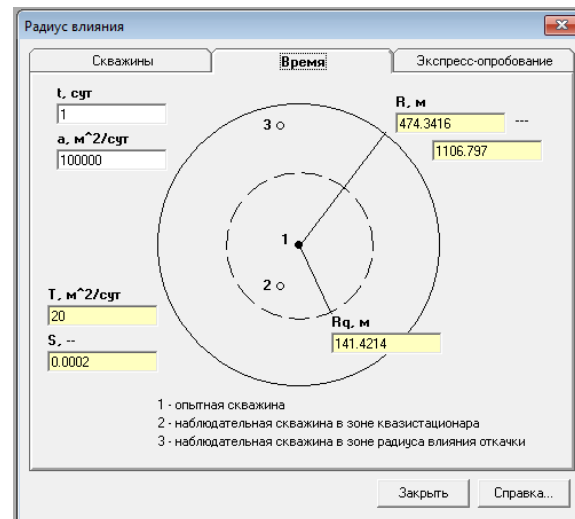 Радиус влияния
Скважины
Время
Экспресс-опробование
t, сут
1
a, м^2/сут
100000
R, м
474.3416 ---
1106.797
3
1
2
T, м^2/сут
20
S, --
0.0002
Rq, м
141.4214
1 - опытная скважина
2 - наблюдательная скважина в зоне квазистационара
3 - наблюдательная скважина в зоне радиуса влияния откачки
Закрыть
Справка...